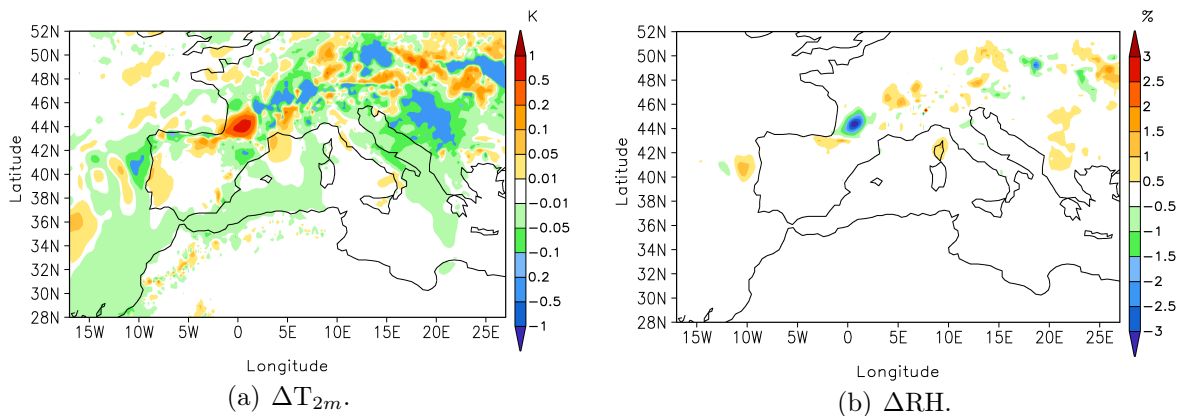 K
52N
50N
48N
46N
44N
42N
40N
38N
36N
34N
32N
30N
28N
Latitude
15W 10W 5W 0 5E 10E 15E 20E 25E
Longitude
1
0.5
0.2
0.1
0.05
0.01
−0.01
−0.05
−0.1
−0.2
−0.5
−1
(a) ΔT2m.
%
52N
50N
48N
46N
44N
42N
40N
38N
36N
34N
32N
30N
28N
Latitude
15W 10W 5W 0 5E 10E 15E 20E 25E
Longitude
3
2.5
2
1.5
1
0.5
−0.5
−1
−1.5
−2
−2.5
−3
(b) ΔRH.